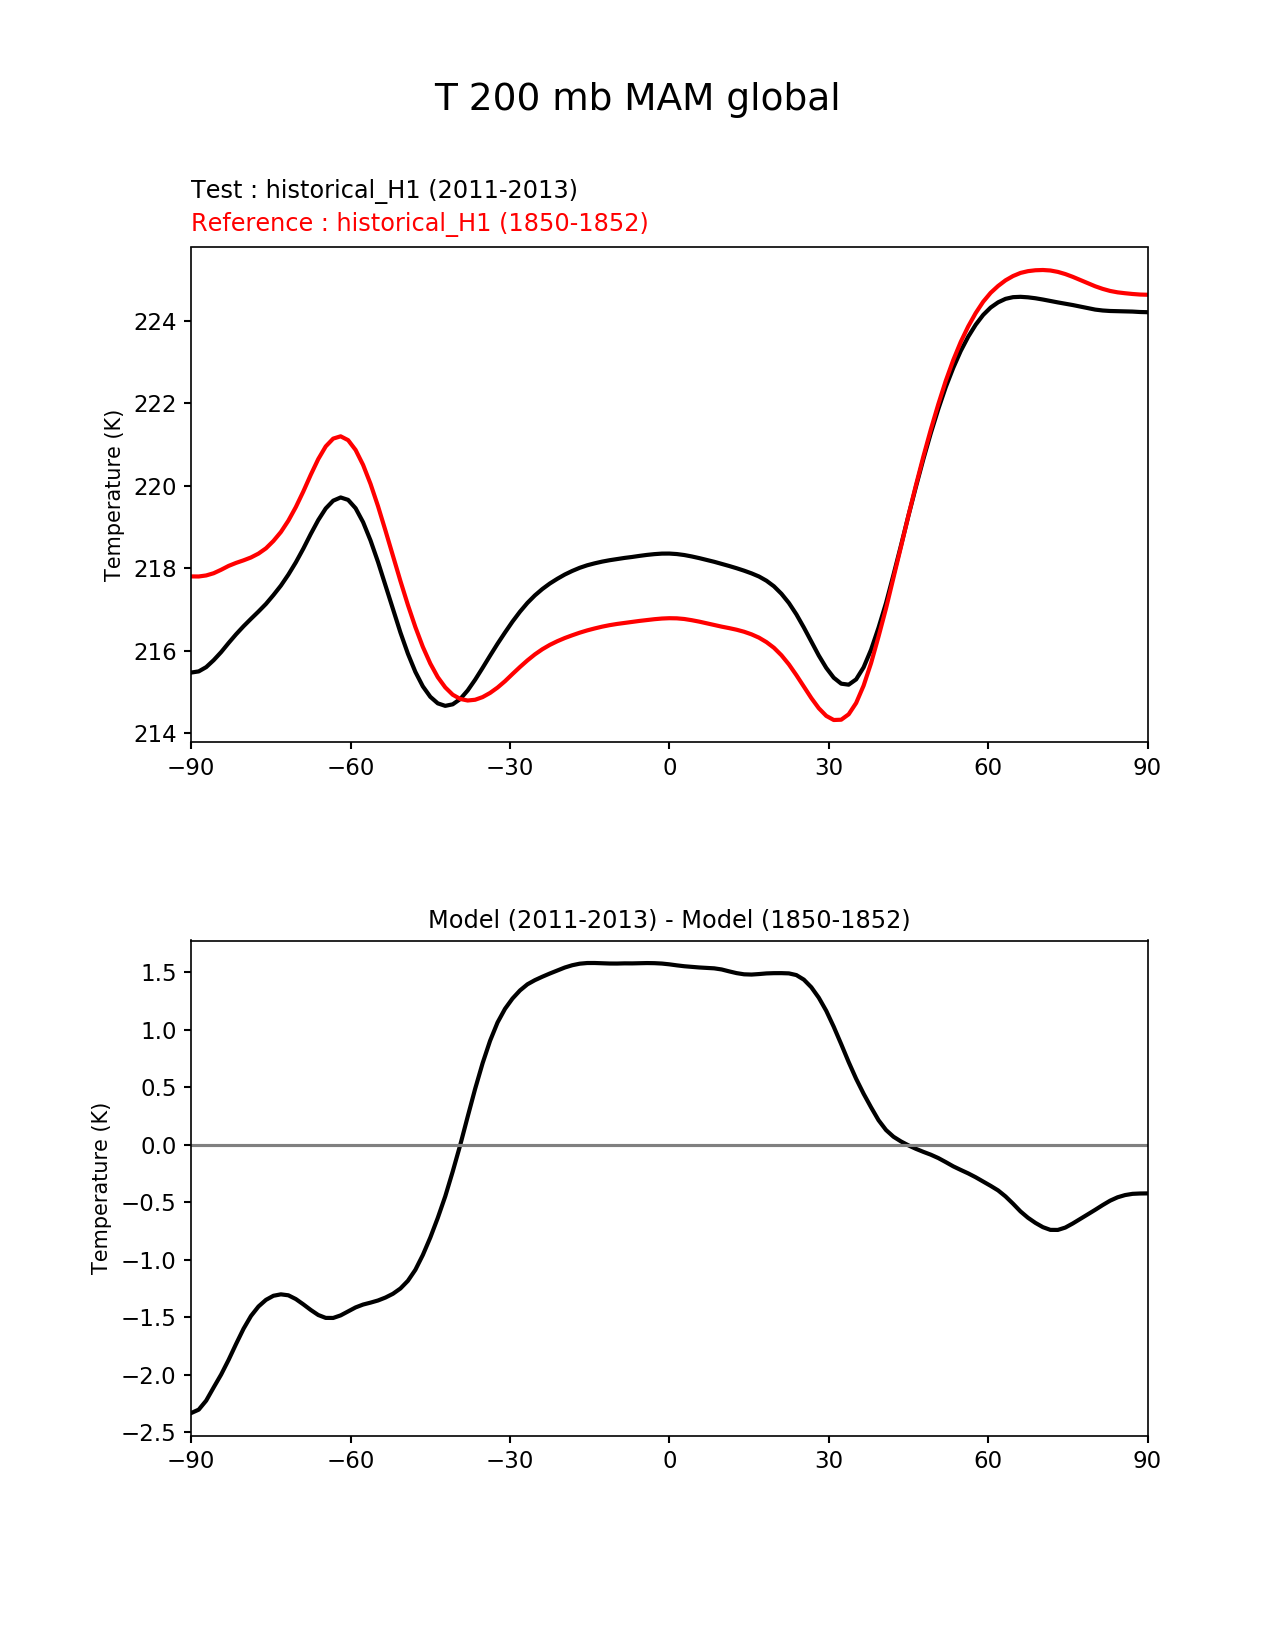 T 200 mb MAM global
Test : historical_H1 (2011-2013)
Reference : historical_H1 (1850-1852)
Temperature (K)
224
222
220
218
216
214
−90 −60 −30 0 30 60 90
Model (2011-2013) - Model (1850-1852)
Temperature (K)
1.5
1.0
0.5
0.0
−0.5
−1.0
−1.5
−2.0
−2.5
−90 −60 −30 0 30 60 90